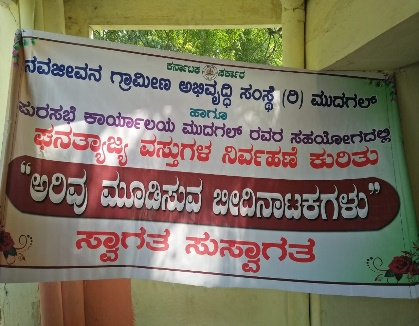 ಕರ್ನಾಟಕ ಸರ್ಕಾರ
ನವಜೀವನ ಗ್ರಾಮೀಣ ಅಭಿವೃದ್ಧಿ ಸಂಸ್ಥೆ (ರಿ) ಮುದಗಲ್
ಹಾಗೂ
ಪುರಸಭೆ ಕಾರ್ಯಾಲಯ ಮುದಗಲ್ ರವರ ಸಹಯೋಗದಲ್ಲಿ
ಘನತ್ಯಾಜ್ಯ ವಸ್ತುಗಳ ನಿರ್ವಹಣೆ ಕುರಿತು
"ಅರಿವು ಮೂಡಿಸುವ ಬೀದಿನಾಟಕಗಳು"
ಸ್ವಾಗತ ಸುಸ್ವಾಗತ